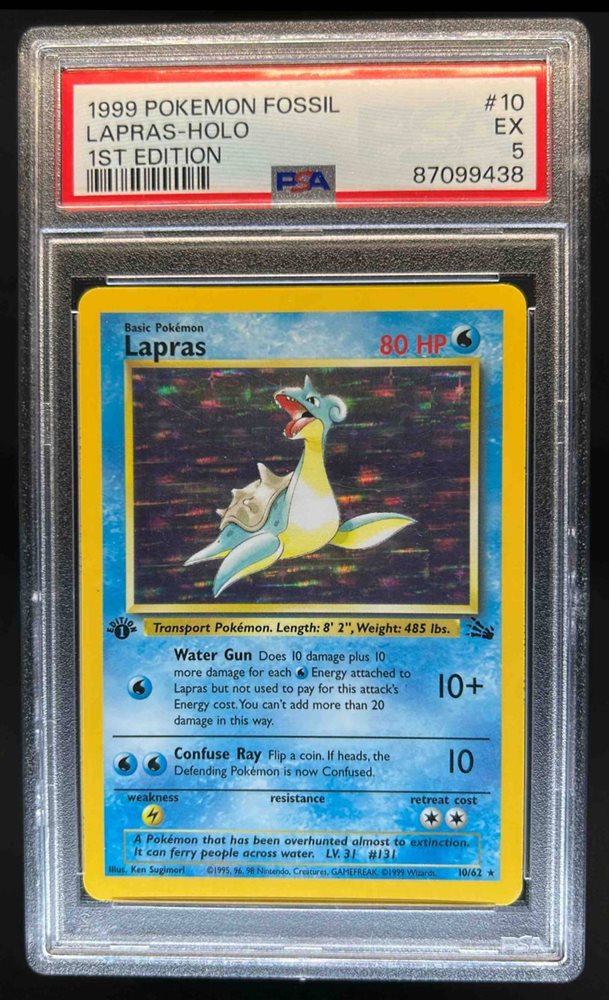 1999 POKEMON FOSSIL #10
LAPRAS-HOLO EX
1ST EDITION 5
PSA 87099438
Basic Pokémon
Lapras 80 HP
EDITION 1
Transport Pokémon. Length: 8' 2", Weight: 485 lbs.
Water Gun Does 10 damage plus 10
more damage for each Energy attached to
Lapras but not used to pay for this attack's
Energy cost. You can't add more than 20
damage in this way.
10+
Confuse Ray Flip a coin. If heads, the
Defending Pokémon is now Confused.
10
weakness resistance retreat cost
A Pokémon that has been overhunted almost to extinction.
It can ferry people across water. LV. 31 #131
Illus. Ken Sugimori ©1995, 96, 98 Nintendo, Creatures, GAMEFREAK. ©1999 Wizards. 10/62 ★
PSA